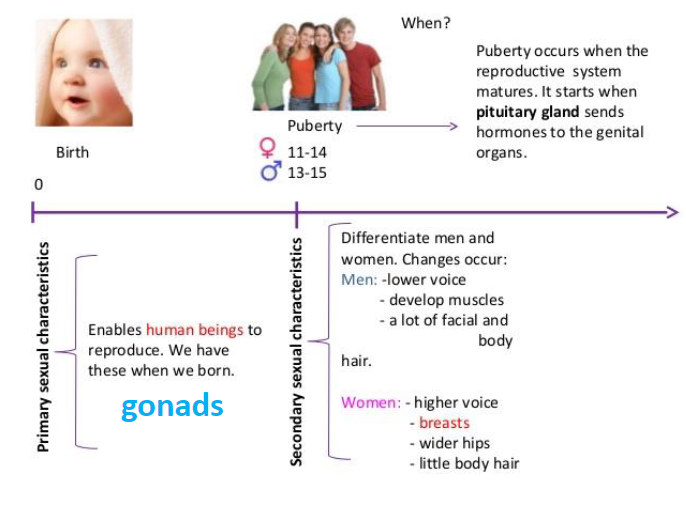 When?
Puberty occurs when the
reproductive system
matures. It starts when
pituitary gland sends
hormones to the genital
organs.
Puberty
♀ 11-14
♂ 13-15
Birth
0
Primary sexual characteristics
Enables human beings to
reproduce. We have
these when we born.
gonads
Secondary sexual characteristics
Differentiate men and
women. Changes occur:
Men: -lower voice
- develop muscles
- a lot of facial and
body
hair.
Women: - higher voice
- breasts
- wider hips
- little body hair